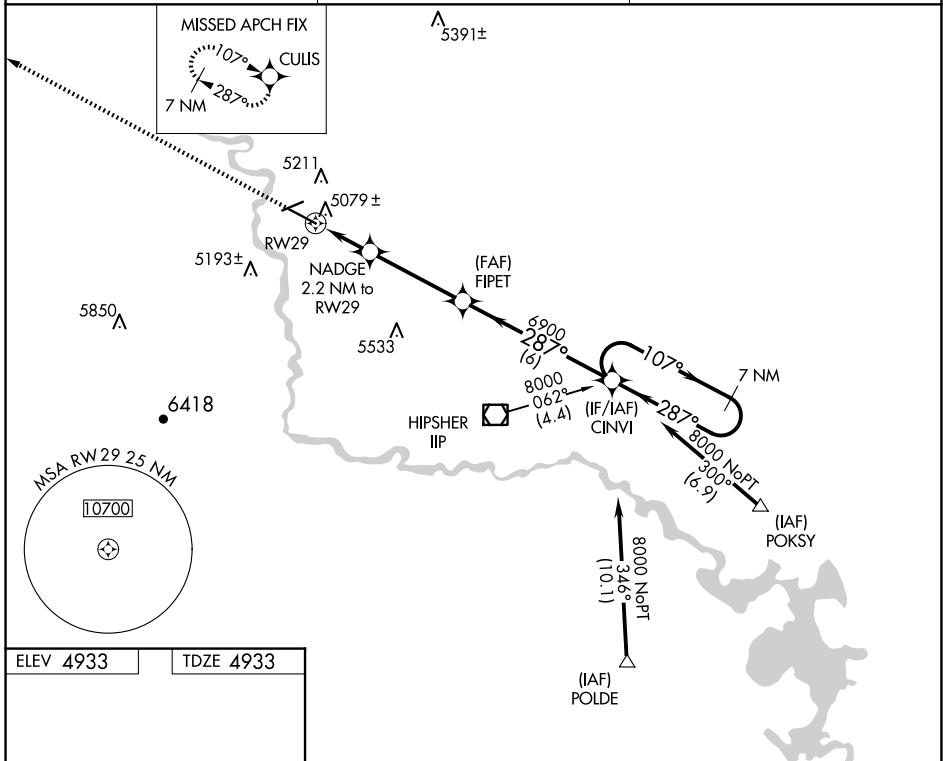 MISSED APCH FIX
107°
CULIS
287°
7 NM
5391±
5211
5079±
RW29
5193±
NADGE
2.2 NM to
RW29
(FAF)
FIPET
5850
5533
6900
287°
(6)
107°
7 NM
8000
062°
(4.4)
HIPSHER
IIP
(IF/IAF)
CINVI
287°
8000 NoPT
300°
(6.9)
6418
(IAF)
POKSY
MSA RW 29 25 NM
10700
8000 NoPT
346°
(10.1)
(IAF)
POLDE
ELEV 4933
TDZE 4933